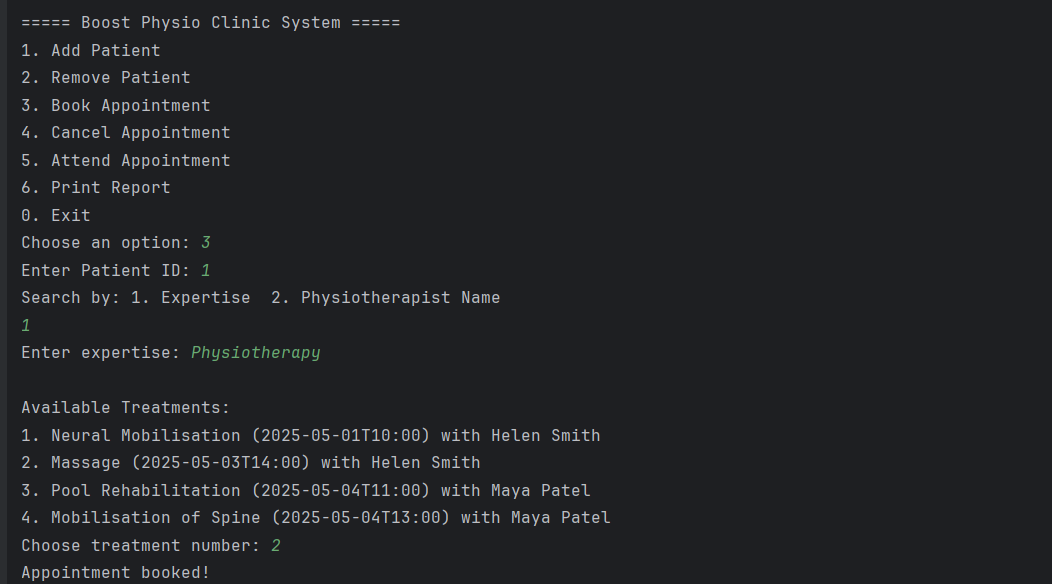 ===== Boost Physio Clinic System =====
1. Add Patient
2. Remove Patient
3. Book Appointment
4. Cancel Appointment
5. Attend Appointment
6. Print Report
0. Exit
Choose an option: 3
Enter Patient ID: 1
Search by: 1. Expertise  2. Physiotherapist Name
1
Enter expertise: Physiotherapy

Available Treatments:
1. Neural Mobilisation (2025-05-01T10:00) with Helen Smith
2. Massage (2025-05-03T14:00) with Helen Smith
3. Pool Rehabilitation (2025-05-04T11:00) with Maya Patel
4. Mobilisation of Spine (2025-05-04T13:00) with Maya Patel
Choose treatment number: 2
Appointment booked!